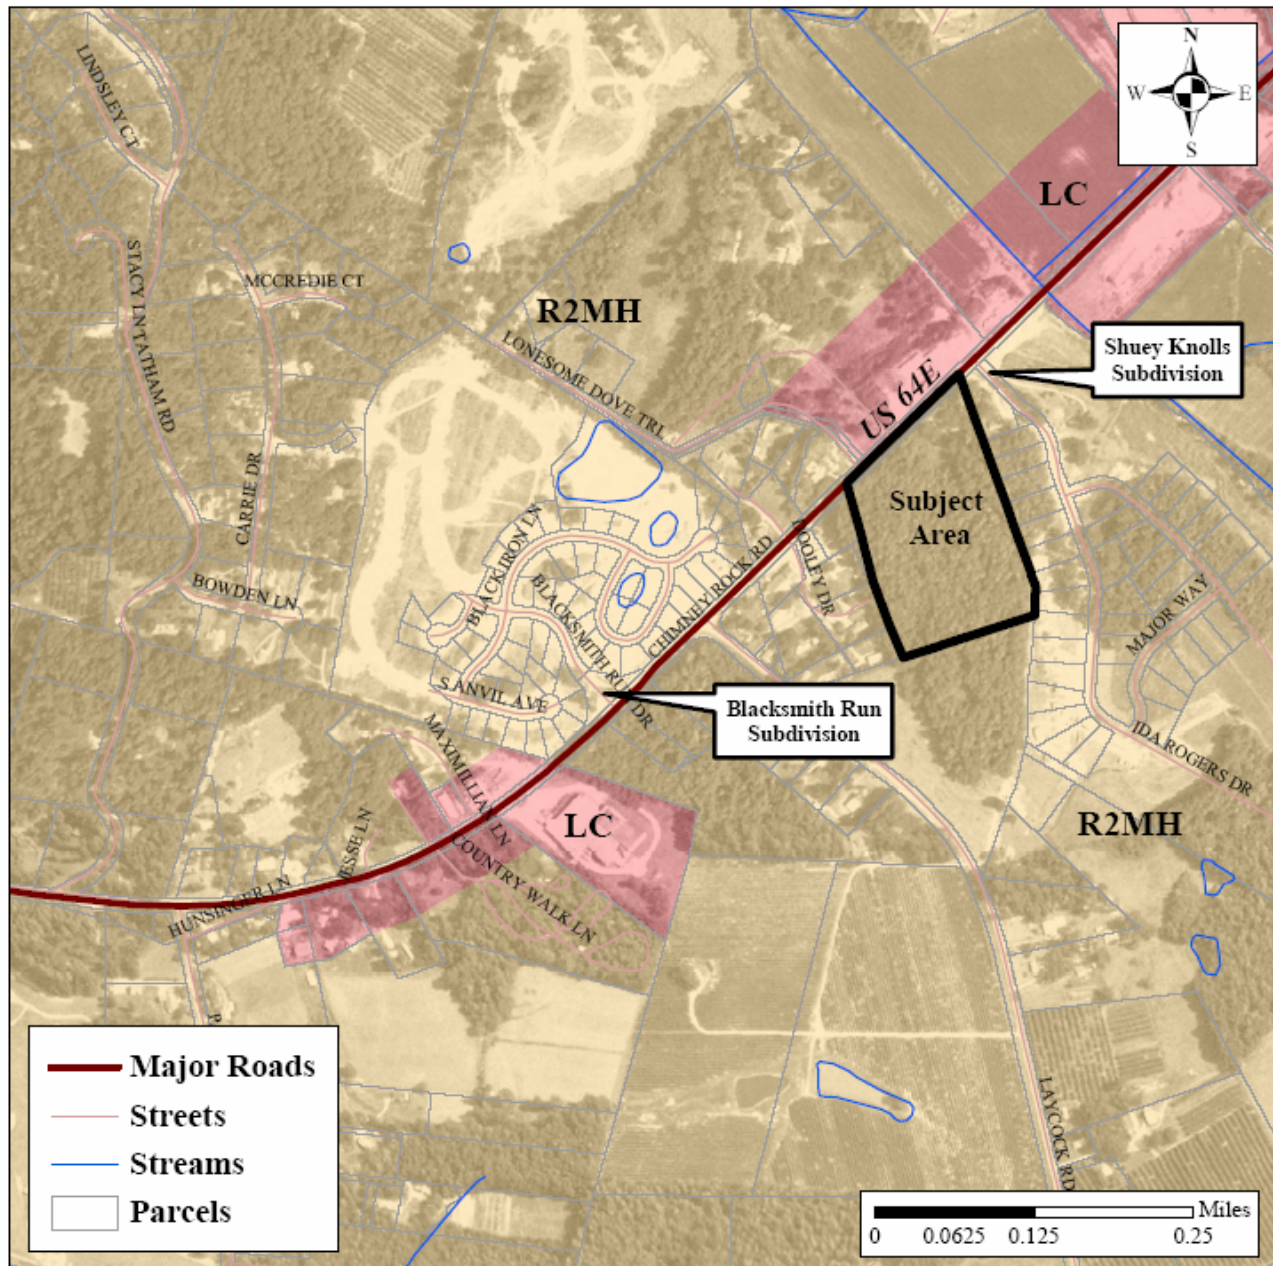 N
W E
S
LINDSLEY CT
STACY LN
TATHAM RD
MCCREDIE CT
R2MH
LC
LONESOME DOVE TRL
US 64E
Shuey Knolls
Subdivision
CARRIE DR
BOWDEN LN
BLACK IRON LN
BLACKSMITH RUN DR
CHIMNEY ROCK RD
DOOLEY DR
Subject
Area
MAJOR WAY
S ANVIL AVE
Blacksmith Run
Subdivision
IDA ROGERS DR
MAXIMILLIAN LN
LC
R2MH
JESSE LN
COUNTRY WALK LN
HUNSINGER LN
P
LAYCOCK RD
Major Roads
Streets
Streams
Parcels
Miles
0 0.0625 0.125 0.25